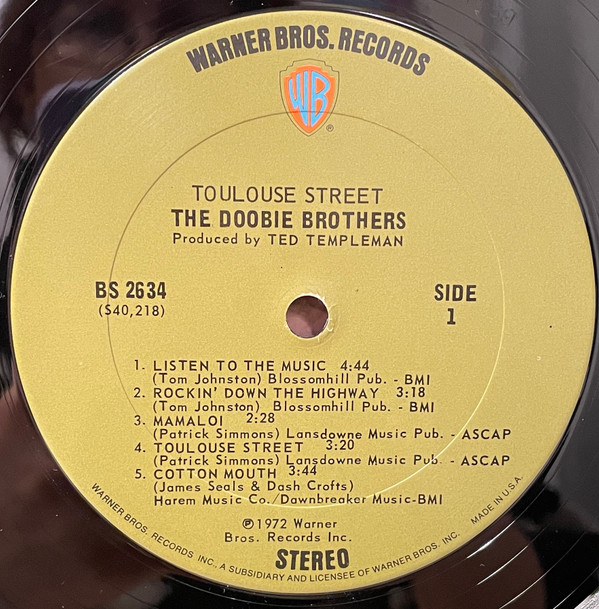 WARNER BROS. RECORDS
WB
®
TOULOUSE STREET
THE DOOBIE BROTHERS
Produced by TED TEMPLEMAN
BS 2634
(S40,218)
SIDE
1
1. LISTEN TO THE MUSIC 4:44
(Tom Johnston) Blossomhill Pub. - BMI
2. ROCKIN' DOWN THE HIGHWAY 3:18
(Tom Johnston) Blossomhill Pub. - BMI
3. MAMALOI 2:28
(Patrick Simmons) Lansdowne Music Pub. - ASCAP
4. TOULOUSE STREET 3:20
(Patrick Simmons) Lansdowne Music Pub. - ASCAP
5. COTTON MOUTH 3:44
(James Seals & Dash Crofts)
Harem Music Co./Dawnbreaker Music-BMI
℗1972 Warner
Bros. Records Inc.
STEREO
WARNER BROS. RECORDS INC., A SUBSIDIARY AND LICENSEE OF WARNER BROS. INC. MADE IN U.S.A.